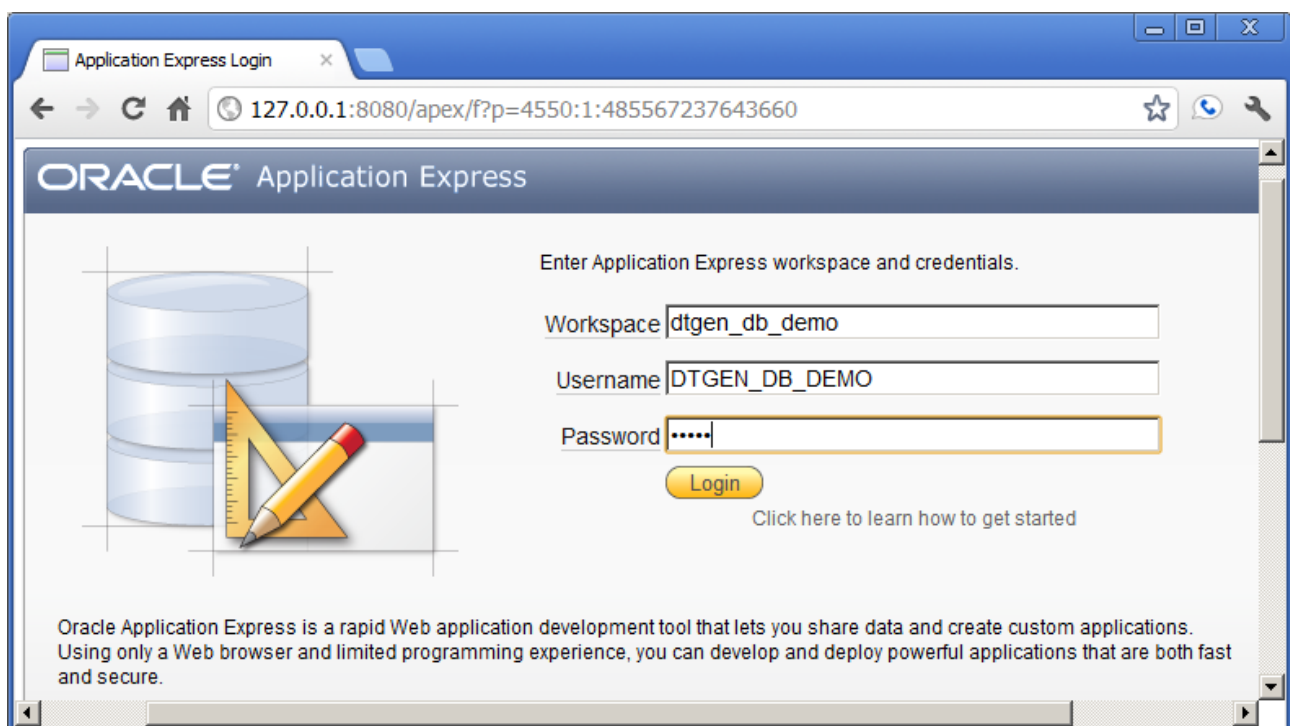 Application Express Login
127.0.0.1:8080/apex/f?p=4550:1:485567237643660
ORACLE Application Express
Enter Application Express workspace and credentials.
Workspace dtgen_db_demo
Username DTGEN_DB_DEMO
Password •••••
Login
Click here to learn how to get started
Oracle Application Express is a rapid Web application development tool that lets you share data and create custom applications.
Using only a Web browser and limited programming experience, you can develop and deploy powerful applications that are both fast
and secure.